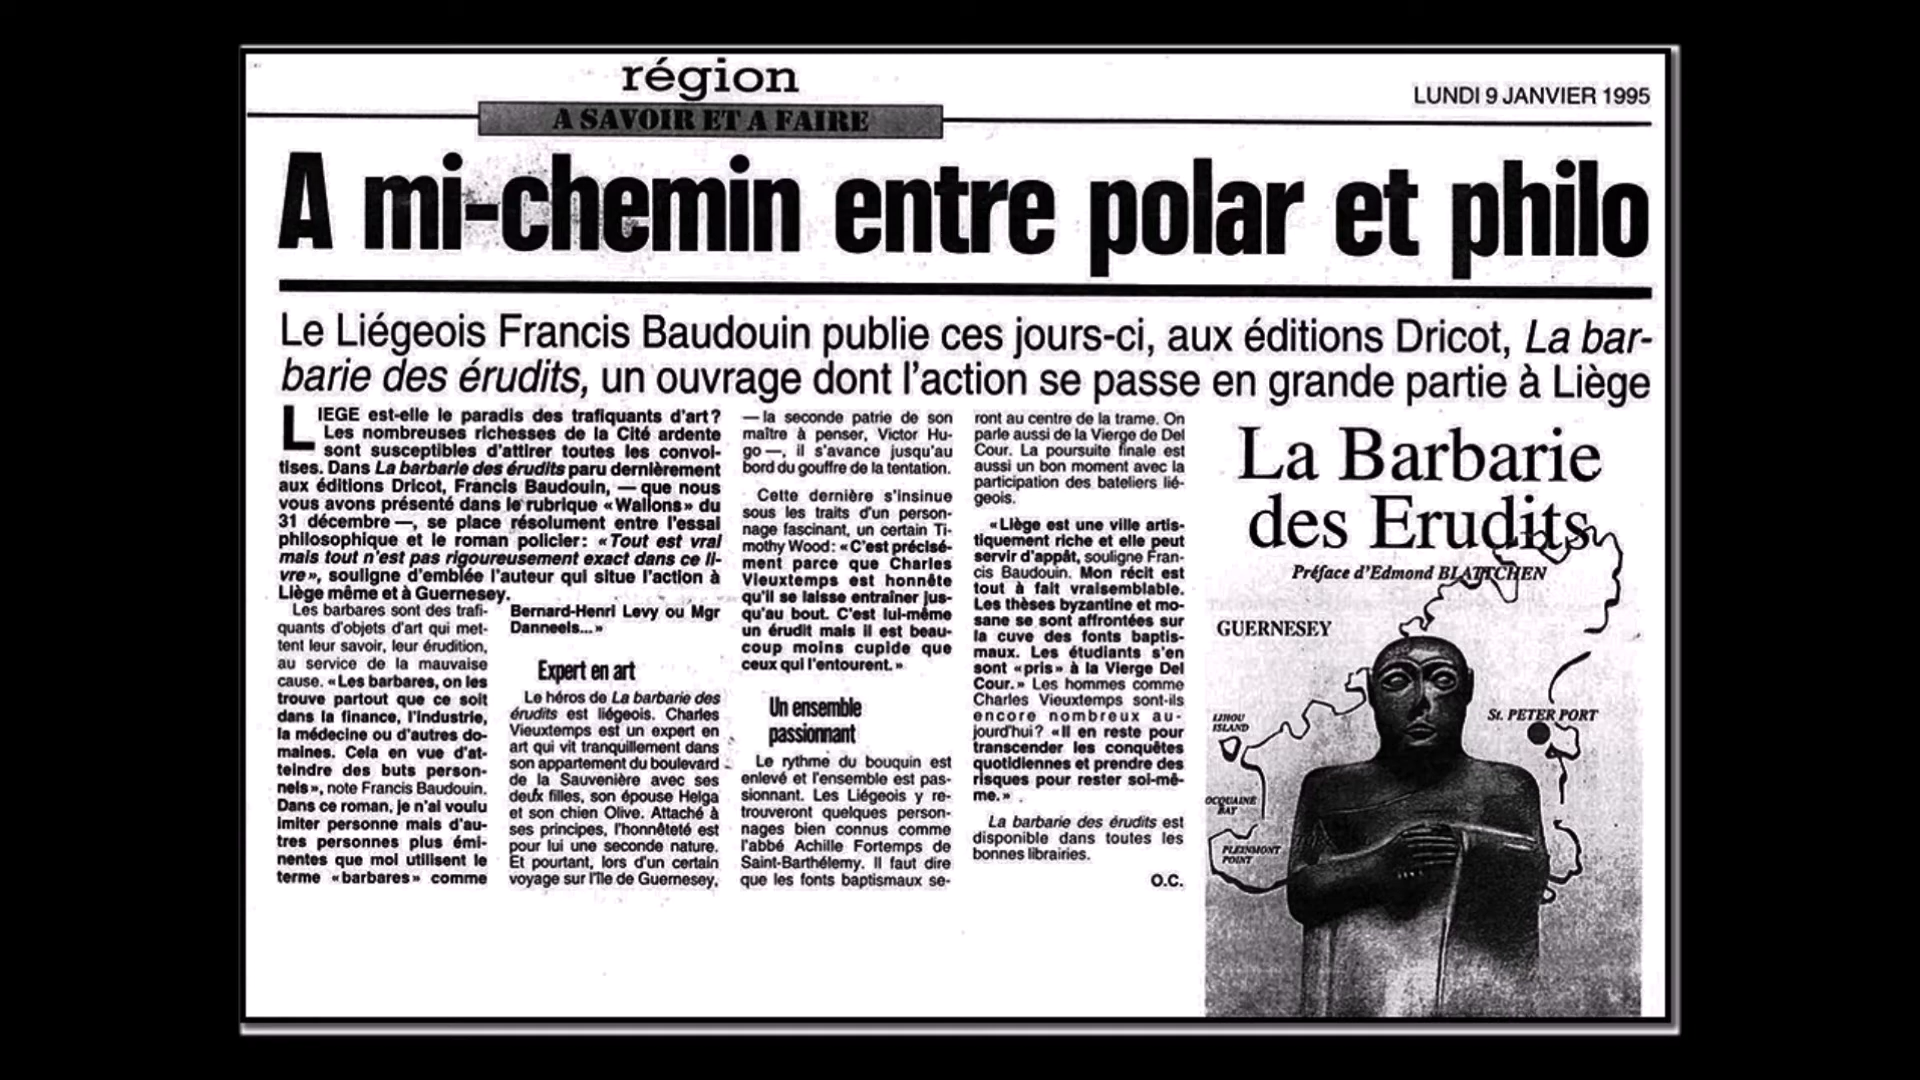 région
LUNDI 9 JANVIER 1995
A SAVOIR ET A FAIRE
A mi-chemin entre polar et philo
Le Liégeois Francis Baudouin publie ces jours-ci, aux éditions Dricot, La bar-
barie des érudits, un ouvrage dont l'action se passe en grande partie à Liège
LIEGE est-elle le paradis des trafiquants d'art?
Les nombreuses richesses de la Cité ardente
sont susceptibles d'attirer toutes les convoi-
tises. Dans La barbarie des érudits paru dernièrement
aux éditions Dricot, Francis Baudouin, — que nous
vous avons présenté dans le rubrique «Wallons» du
31 décembre —, se place résolument entre l'essai
philosophique et le roman policier: «Tout est vrai
mais tout n'est pas rigoureusement exact dans ce li-
vre», souligne d'emblée l'auteur qui situe l'action à
Liège même et à Guernesey.
Les barbares sont des trafi-
quants d'objets d'art qui met-
tent leur savoir, leur érudition,
au service de la mauvaise
cause. «Les barbares, on les
trouve partout que ce soit
dans la finance, l'industrie,
la médecine ou d'autres do-
maines. Cela en vue d'at-
teindre des buts person-
nels», note Francis Baudouin.
Dans ce roman, je n'ai voulu
imiter personne mais d'au-
tres personnes plus émi-
nentes que moi utilisent le
terme «barbares» comme
Bernard-Henri Levy ou Mgr
Danneels...»
Expert en art
Le héros de La barbarie des
érudits est liégeois. Charles
Vieuxtemps est un expert en
art qui vit tranquillement dans
son appartement du boulevard
de la Sauvenière avec ses
deux filles, son épouse Helga
et son chien Olive. Attaché à
ses principes, l'honnêteté est
pour lui une seconde nature.
Et pourtant, lors d'un certain
voyage sur l'île de Guernesey,
— la seconde patrie de son
maître à penser, Victor Hu-
go —, il s'avance jusqu'au
bord du gouffre de la tentation.
Cette dernière s'insinue
sous les traits d'un person-
nage fascinant, un certain Ti-
mothy Wood: «C'est précisé-
ment parce que Charles
Vieuxtemps est honnête
qu'il se laisse entraîner jus-
qu'au bout. C'est lui-même
un érudit mais il est beau-
coup moins cupide que
ceux qui l'entourent.»
Un ensemble
passionnant
Le rythme du bouquin est
enlevé et l'ensemble est pas-
sionnant. Les Liégeois y re-
trouveront quelques person-
nages bien connus comme
l'abbé Achille Fortemps de
Saint-Barthélemy. Il faut dire
que les fonts baptismaux se-
ront au centre de la trame. On
parle aussi de la Vierge de Del
Cour. La poursuite finale est
aussi un bon moment avec la
participation des bateliers lié-
geois.
«Liège est une ville artis-
tiquement riche et elle peut
servir d'appât, souligne Fran-
cis Baudouin. Mon récit est
tout à fait vraisemblable.
Les thèses byzantine et mo-
sane se sont affrontées sur
la cuve des fonts baptis-
maux. Les étudiants s'en
sont «pris» à la Vierge Del
Cour.» Les hommes comme
Charles Vieuxtemps sont-ils
encore nombreux au-
jourd'hui? «Il en reste pour
transcender les conquêtes
quotidiennes et prendre des
risques pour rester soi-mê-
me.»
La barbarie des érudits est
disponible dans toutes les
bonnes librairies.
O.C.
La Barbarie
des Erudits
Préface d'Edmond BLATTCHEN
GUERNESEY
LIHOU
ISLAND
St. PETER PORT
OCQUAINE
BAY
PLEINMONT
POINT